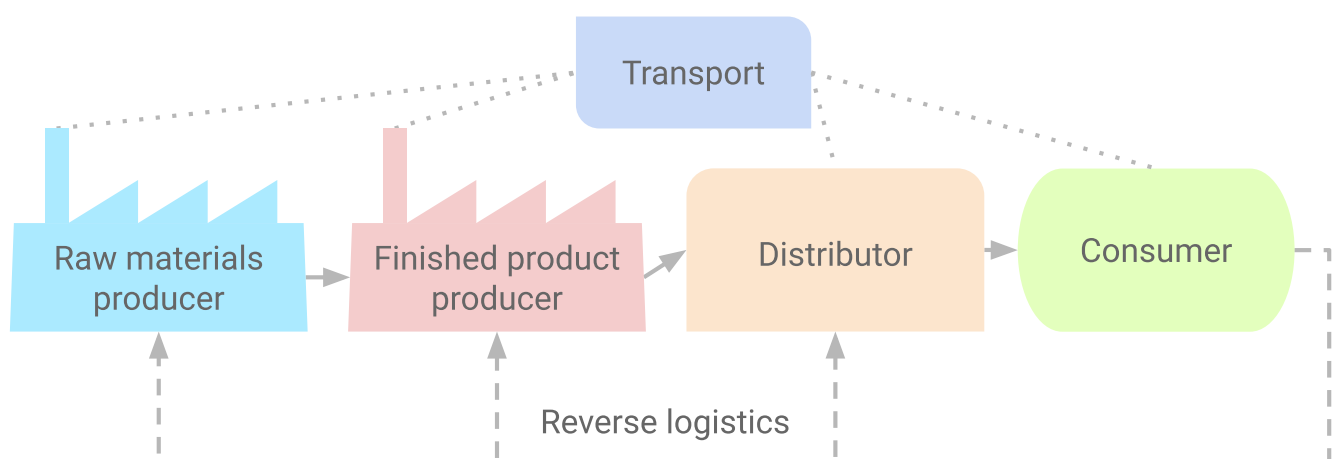 Transport
Raw materials
producer
Finished product
producer
Distributor
Consumer
Reverse logistics